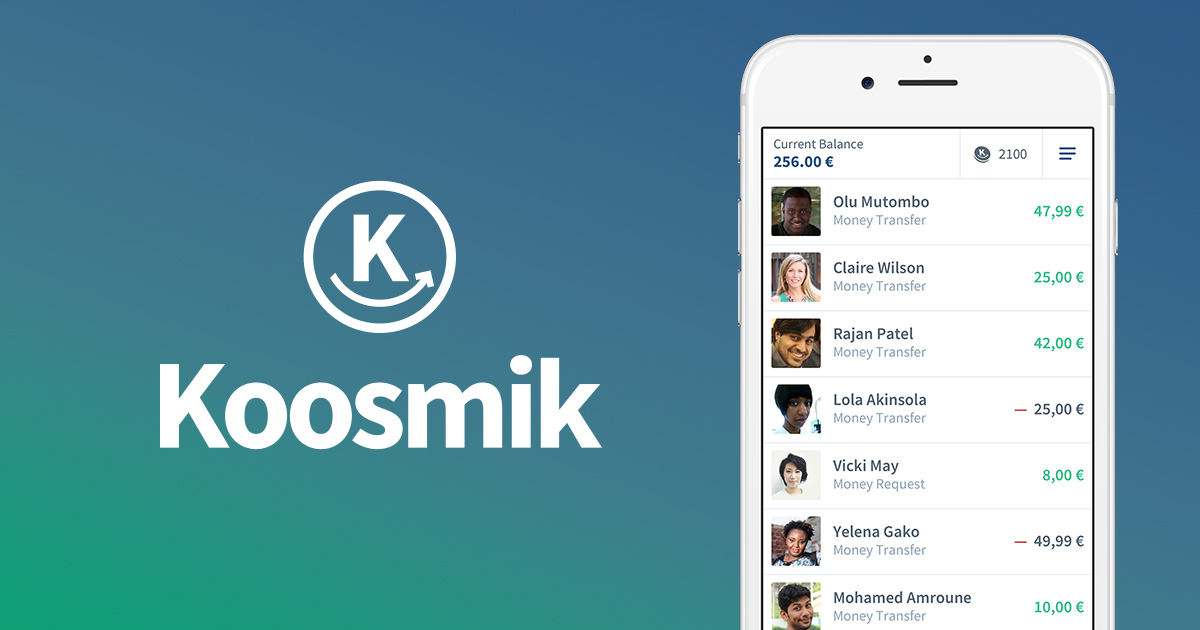 K
Koosmik
Current Balance
256.00 €
K 2100
Olu Mutombo
Money Transfer
47,99 €
Claire Wilson
Money Transfer
25,00 €
Rajan Patel
Money Transfer
42,00 €
Lola Akinsola
Money Transfer
— 25,00 €
Vicki May
Money Request
8,00 €
Yelena Gako
Money Transfer
— 49,99 €
Mohamed Amroune
Money Transfer
10,00 €